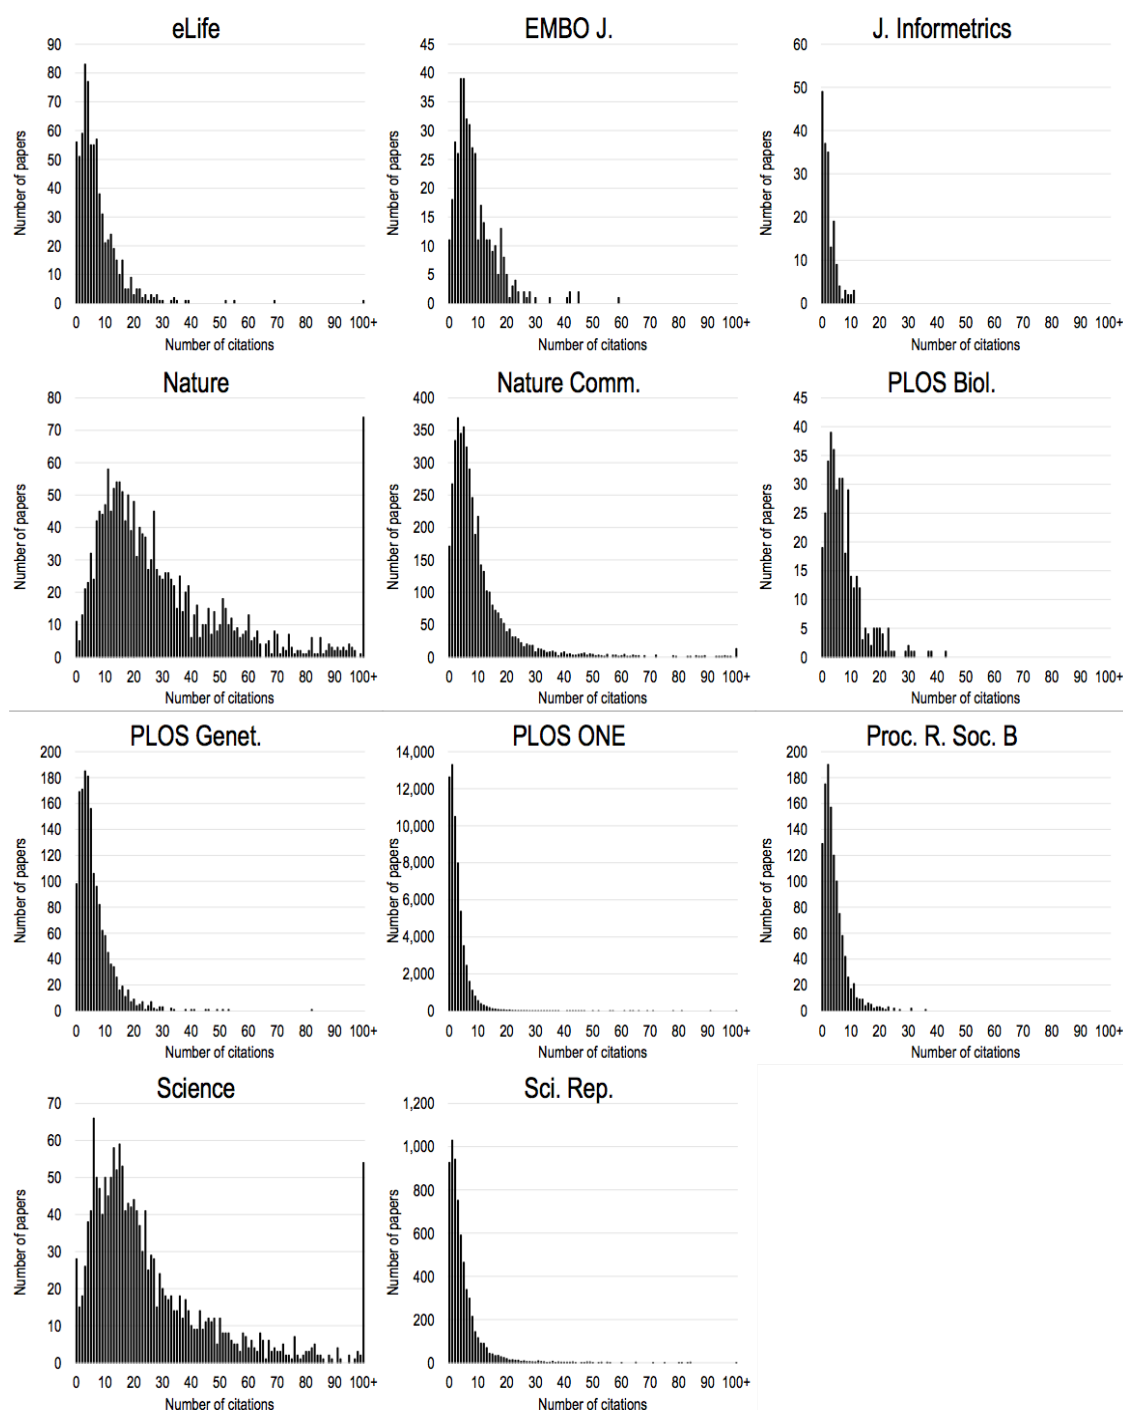 eLife
90
80
70
60
50
40
30
20
10
0
Number of papers
0 10 20 30 40 50 60 70 80 90 100+
Number of citations
EMBO J.
45
40
35
30
25
20
15
10
5
0
Number of papers
0 10 20 30 40 50 60 70 80 90 100+
Number of citations
J. Informetrics
60
50
40
30
20
10
0
Number of papers
0 10 20 30 40 50 60 70 80 90 100+
Number of citations
Nature
80
70
60
50
40
30
20
10
0
Number of papers
0 10 20 30 40 50 60 70 80 90 100+
Number of citations
Nature Comm.
400
350
300
250
200
150
100
50
0
Number of papers
0 10 20 30 40 50 60 70 80 90 100+
Number of citations
PLOS Biol.
45
40
35
30
25
20
15
10
5
0
Number of papers
0 10 20 30 40 50 60 70 80 90 100+
Number of citations
PLOS Genet.
200
180
160
140
120
100
80
60
40
20
0
Number of papers
0 10 20 30 40 50 60 70 80 90 100+
Number of citations
PLOS ONE
14,000
12,000
10,000
8,000
6,000
4,000
2,000
0
Number of papers
0 10 20 30 40 50 60 70 80 90 100+
Number of citations
Proc. R. Soc. B
200
180
160
140
120
100
80
60
40
20
0
Number of papers
0 10 20 30 40 50 60 70 80 90 100+
Number of citations
Science
70
60
50
40
30
20
10
0
Number of papers
0 10 20 30 40 50 60 70 80 90 100+
Number of citations
Sci. Rep.
1,200
1,000
800
600
400
200
0
Number of papers
0 10 20 30 40 50 60 70 80 90 100+
Number of citations